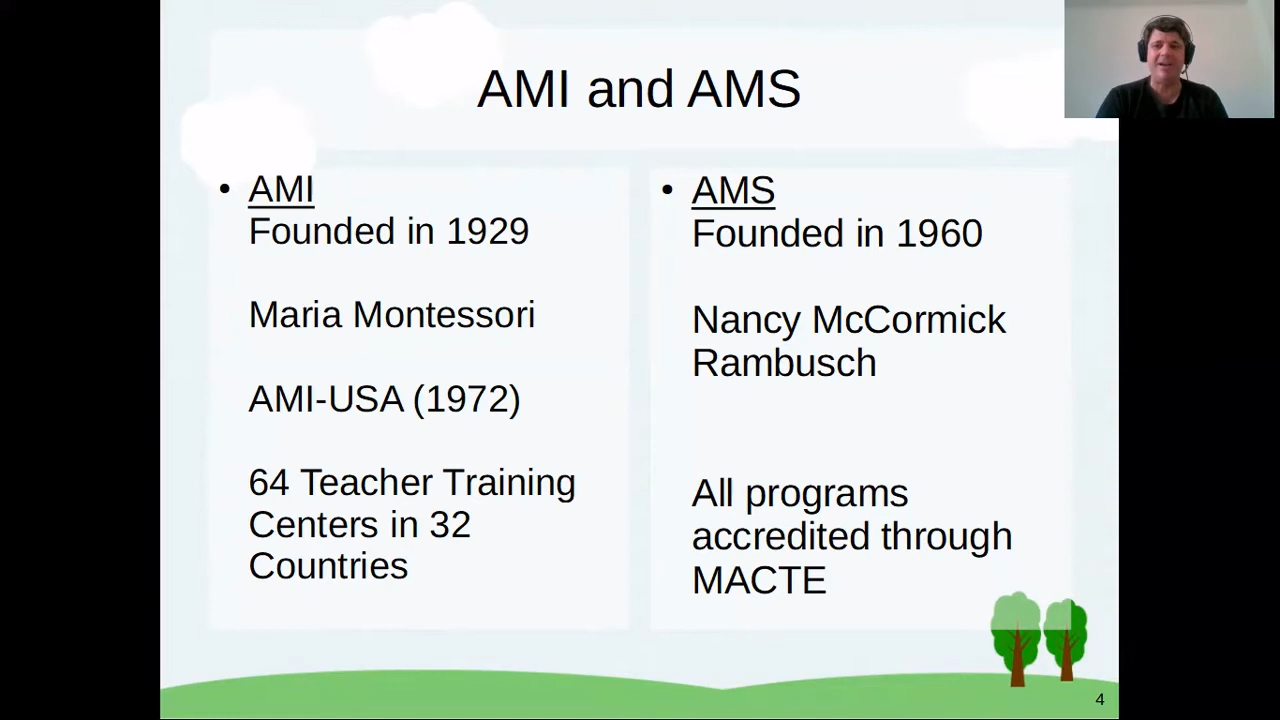 AMI and AMS
• AMI
Founded in 1929
Maria Montessori
AMI-USA (1972)
64 Teacher Training
Centers in 32
Countries
• AMS
Founded in 1960
Nancy McCormick
Rambusch
All programs
accredited through
MACTE
4